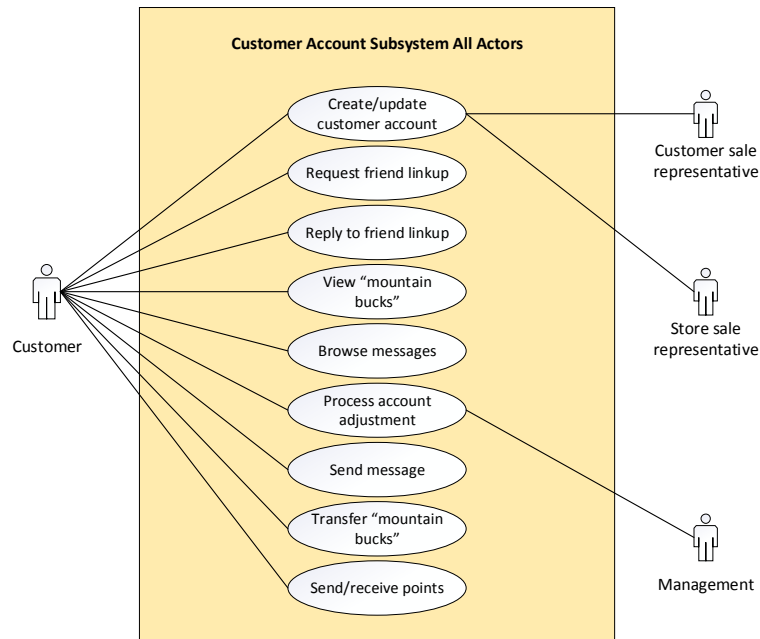 Customer Account Subsystem All Actors
Create/update
customer account
Customer sale
representative
Request friend linkup
Reply to friend linkup
View “mountain
bucks”
Customer
Store sale
representative
Browse messages
Process account
adjustment
Send message
Transfer “mountain
bucks”
Send/receive points
Management